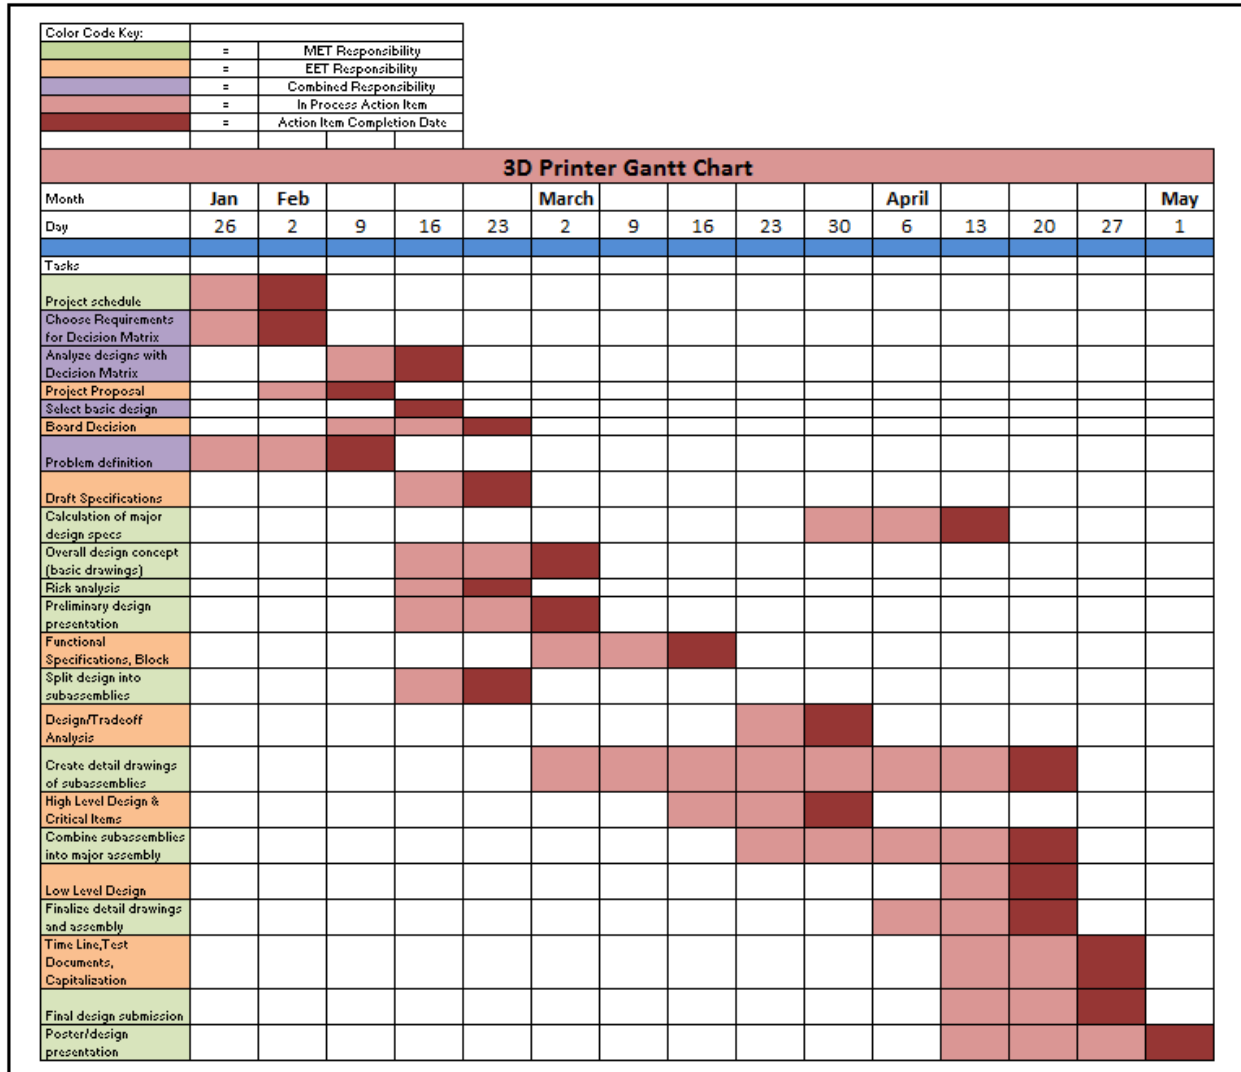 Color Code Key:
= MET Responsibility
= EET Responsibility
= Combined Responsibility
= In Process Action Item
= Action Item Completion Date
3D Printer Gantt Chart
Month Jan Feb March April May
Day 26 2 9 16 23 2 9 16 23 30 6 13 20 27 1
Tasks
Project schedule
Choose Requirements
for Decision Matrix
Analyze designs with
Decision Matrix
Project Proposal
Select basic design
Board Decision
Problem definition
Draft Specifications
Calculation of major
design specs
Overall design concept
(basic drawings)
Risk analysis
Preliminary design
presentation
Functional
Specifications, Block
Split design into
subassemblies
Design/Tradeoff
Analysis
Create detail drawings
of subassemblies
High Level Design &
Critical Items
Combine subassemblies
into major assembly
Low Level Design
Finalize detail drawings
and assembly
Time Line,Test
Documents,
Capitalization
Final design submission
Poster/design
presentation